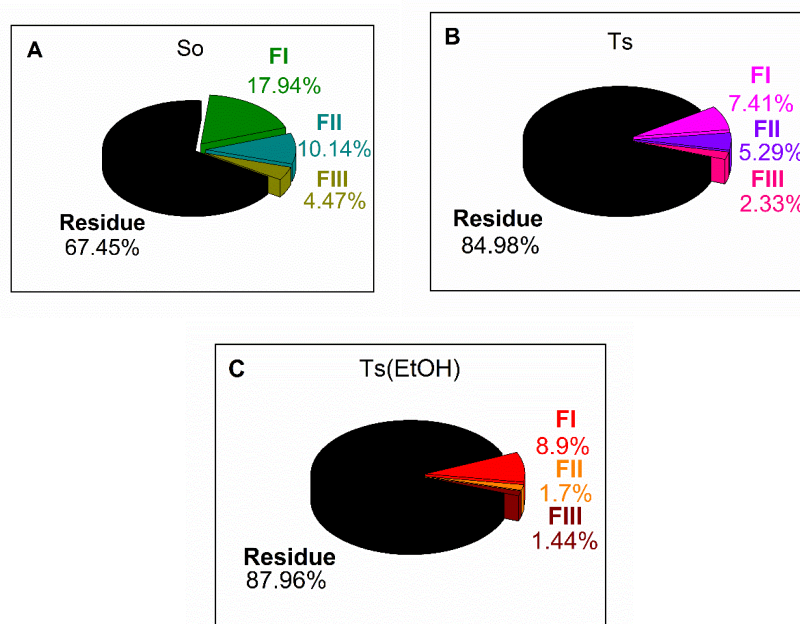 A
So
FI
17.94%
FII
10.14%
FIII
4.47%
Residue
67.45%
B
Ts
FI
7.41%
FII
5.29%
FIII
2.33%
Residue
84.98%
C
Ts(EtOH)
FI
8.9%
FII
1.7%
FIII
1.44%
Residue
87.96%